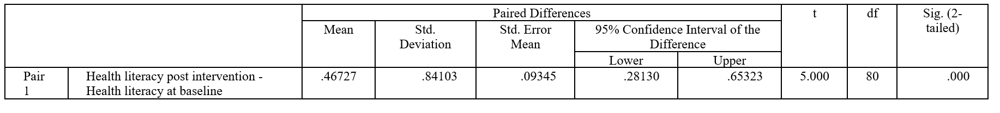 Paired Differences t df Sig. (2-
tailed)
Mean Std. Std. Error 95% Confidence Interval of the
Deviation Mean Difference
Lower Upper
Pair Health literacy post intervention - .46727 .84103 .09345 .28130 .65323 5.000 80 .000
1 Health literacy at baseline